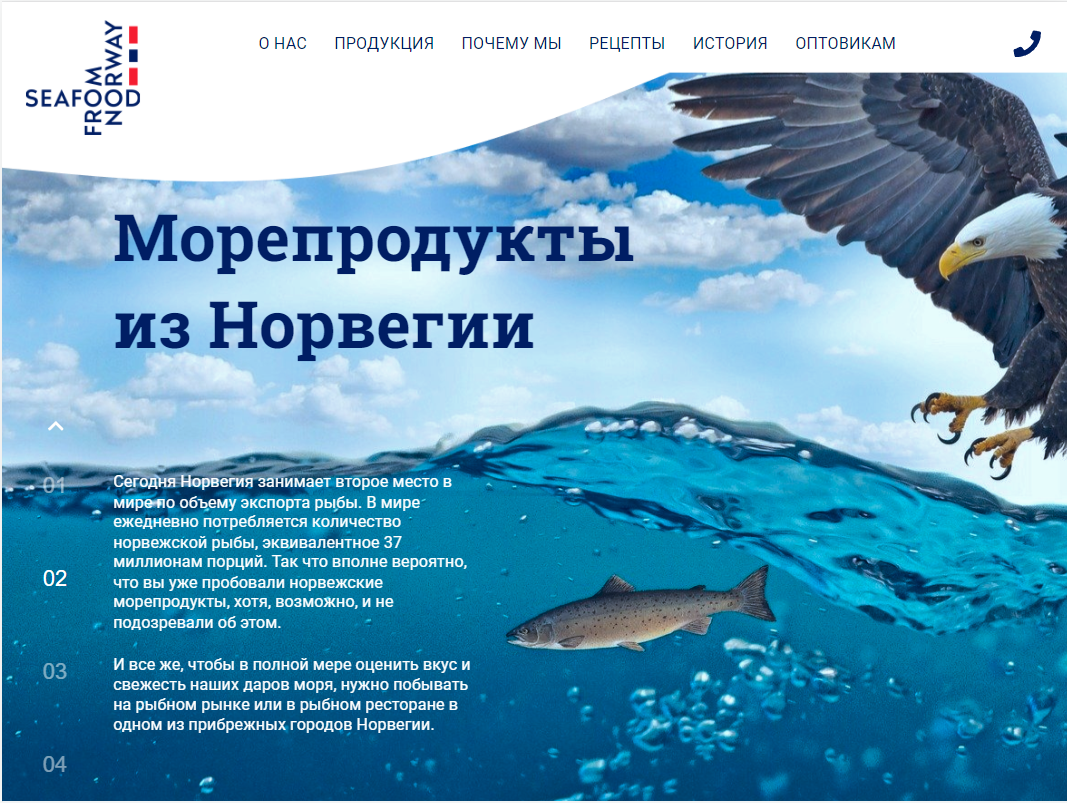 SEAFOOD
FROM
NORWAY
О НАС
ПРОДУКЦИЯ
ПОЧЕМУ МЫ
РЕЦЕПТЫ
ИСТОРИЯ
ОПТОВИКАМ
Морепродукты
из Норвегии
01
Сегодня Норвегия занимает второе место в
мире по объему экспорта рыбы. В мире
ежедневно потребляется количество
норвежской рыбы, эквивалентное 37
миллионам порций. Так что вполне вероятно,
что вы уже пробовали норвежские
морепродукты, хотя, возможно, и не
подозревали об этом.
02
И все же, чтобы в полной мере оценить вкус и
свежесть наших даров моря, нужно побывать
на рыбном рынке или в рыбном ресторане в
одном из прибрежных городов Норвегии.
03
04